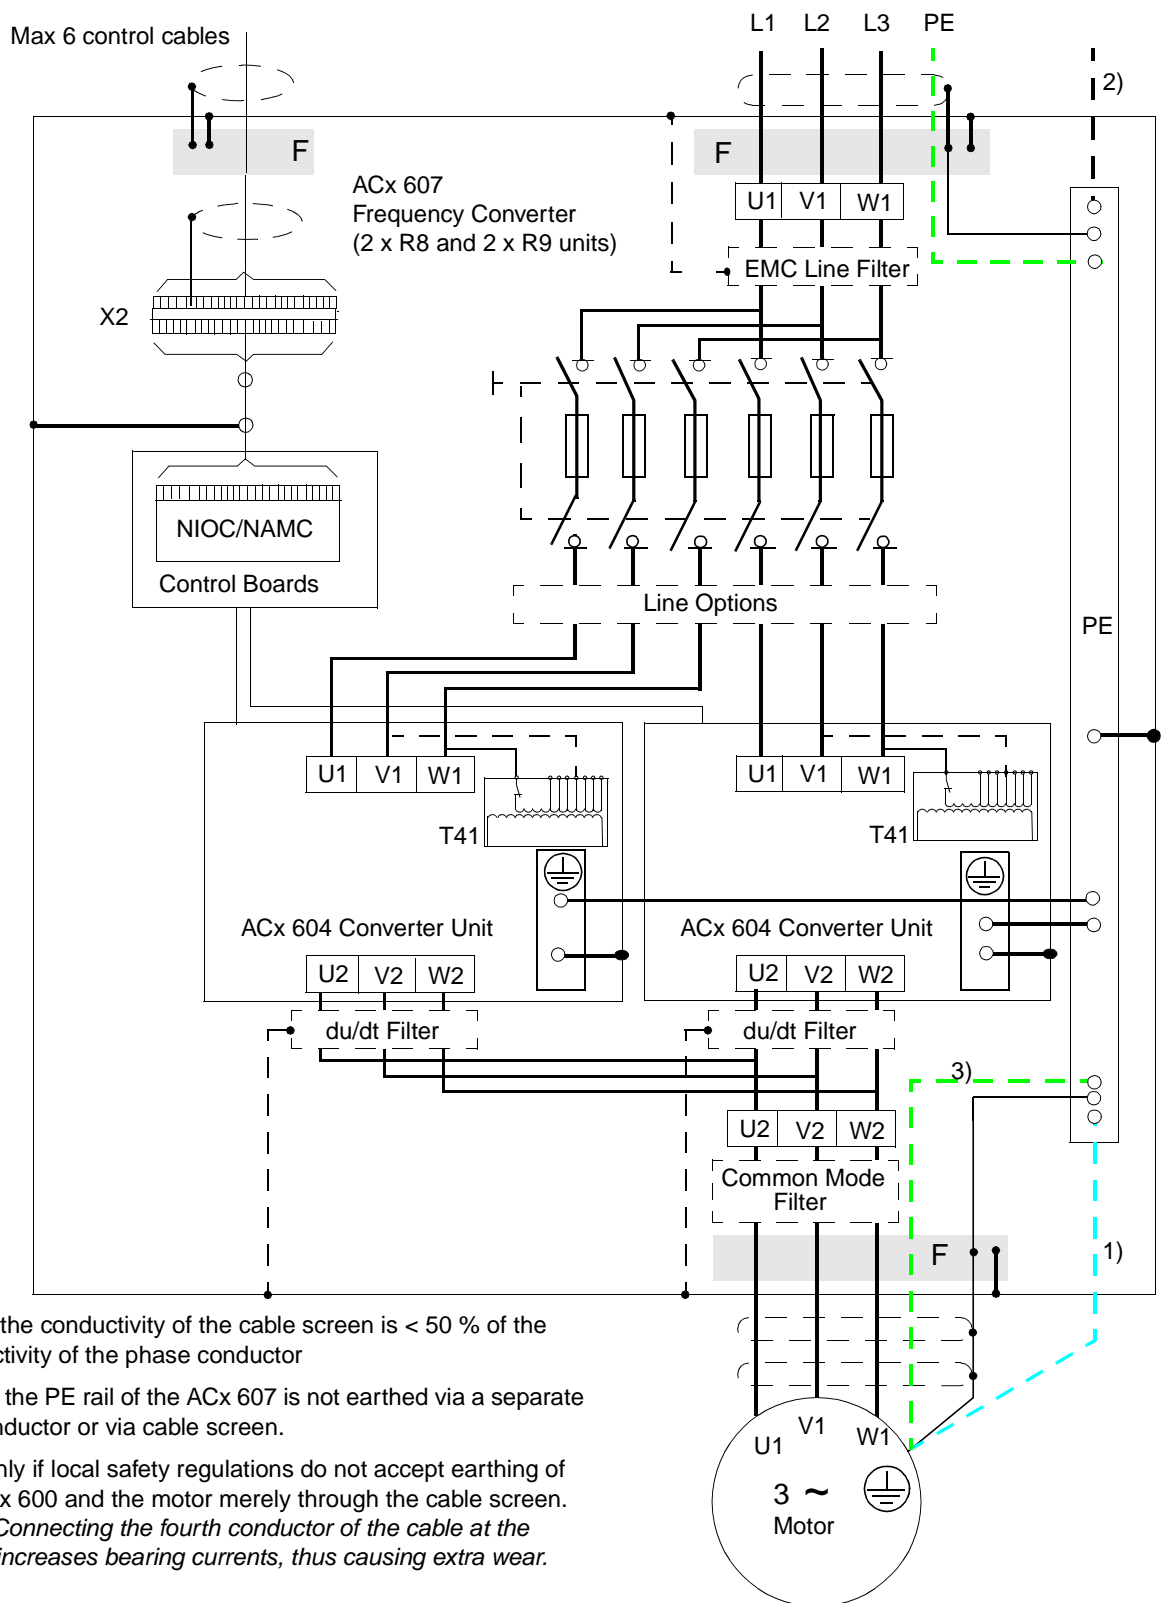 Max 6 control cables
L1 L2 L3 PE
2)
F
F
ACx 607
Frequency Converter
(2 x R8 and 2 x R9 units)
U1 V1 W1
EMC Line Filter
X2
NIOC/NAMC
Control Boards
Line Options
PE
U1 V1 W1
U1 V1 W1
T41
T41
ACx 604 Converter Unit
ACx 604 Converter Unit
U2 V2 W2
U2 V2 W2
du/dt Filter
du/dt Filter
3)
U2 V2 W2
Common Mode
Filter
F
1)
the conductivity of the cable screen is < 50 % of the
ctivity of the phase conductor
the PE rail of the ACx 607 is not earthed via a separate
nductor or via cable screen.
nly if local safety regulations do not accept earthing of
x 600 and the motor merely through the cable screen.
Connecting the fourth conductor of the cable at the
increases bearing currents, thus causing extra wear.
U1 V1 W1
3 ~
Motor